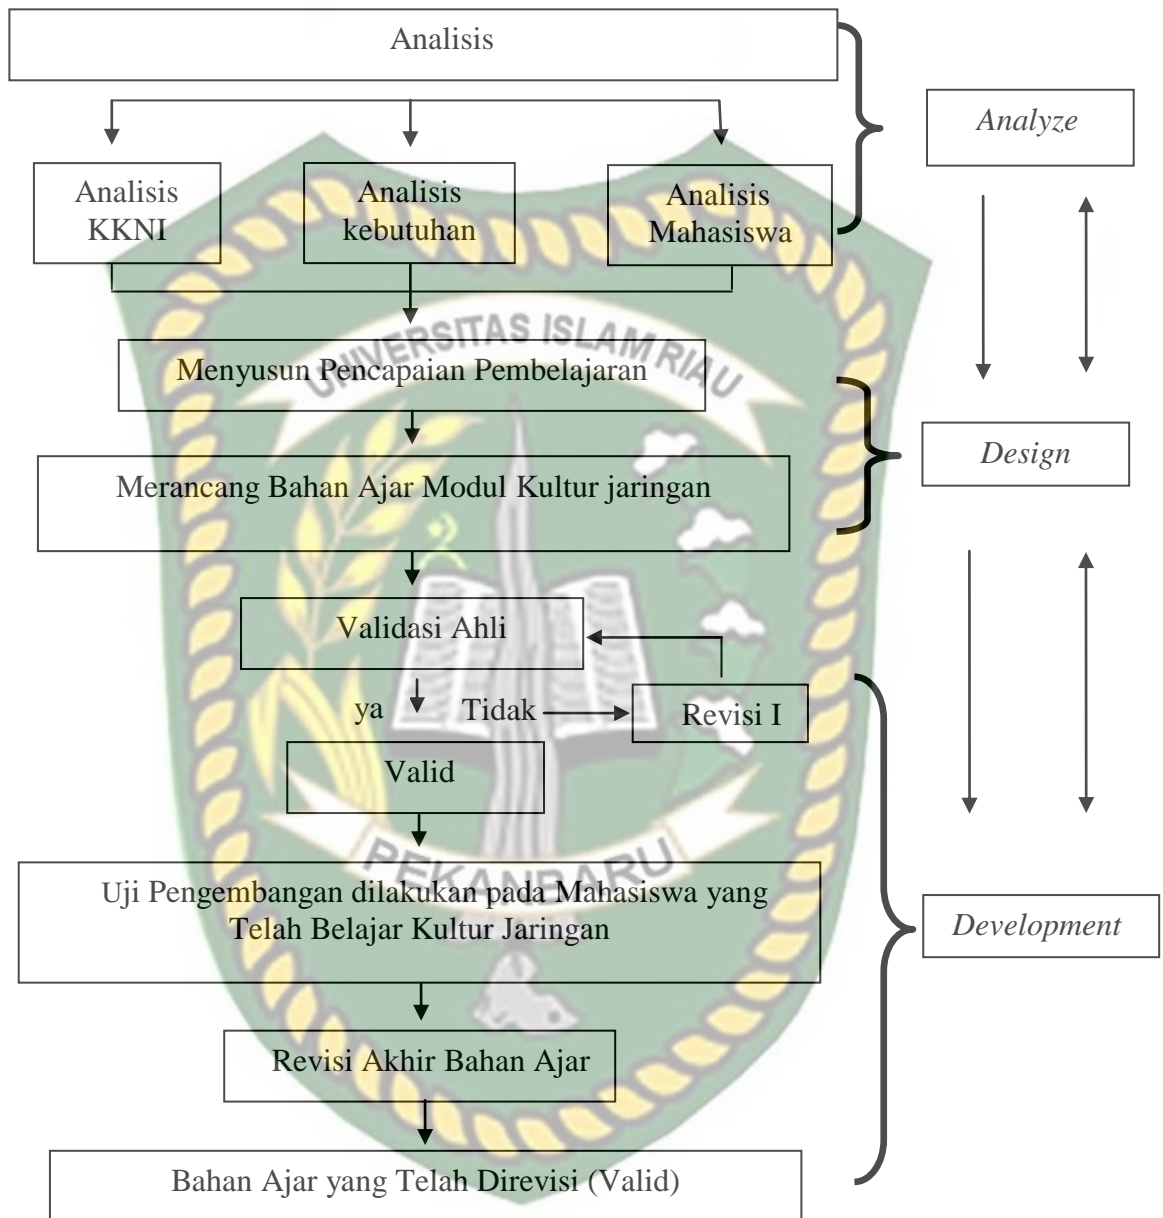 Analisis
Analyze
Analisis
KKNI
Analisis
kebutuhan
Analisis
Mahasiswa
UNIVERSITAS ISLAM RIAU
Menyusun Pencapaian Pembelajaran
Design
Merancang Bahan Ajar Modul Kultur jaringan
Validasi Ahli
ya
Tidak
Revisi I
Valid
PEKANBARU
Uji Pengembangan dilakukan pada Mahasiswa yang
Telah Belajar Kultur Jaringan
Development
Revisi Akhir Bahan Ajar
Bahan Ajar yang Telah Direvisi (Valid)